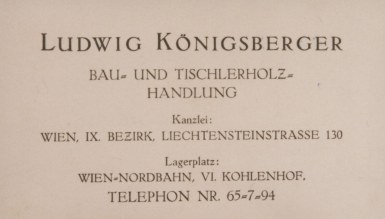 LUDWIG KÖNIGSBERGER
BAU= UND TISCHLERHOLZ=
HANDLUNG
Kanzlei:
WIEN, IX. BEZIRK, LIECHTENSTEINSTRASSE 130
Lagerplatz:
WIEN=NORDBAHN, VI. KOHLENHOF.
TELEPHON NR. 65=7=94